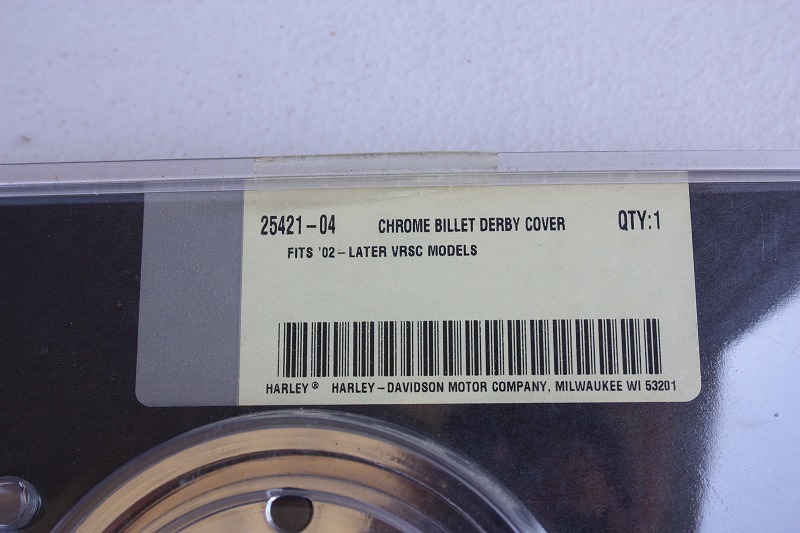 25421-04 CHROME BILLET DERBY COVER QTY:1
FITS '02-LATER VRSC MODELS
HARLEY® HARLEY-DAVIDSON MOTOR COMPANY, MILWAUKEE WI 53201